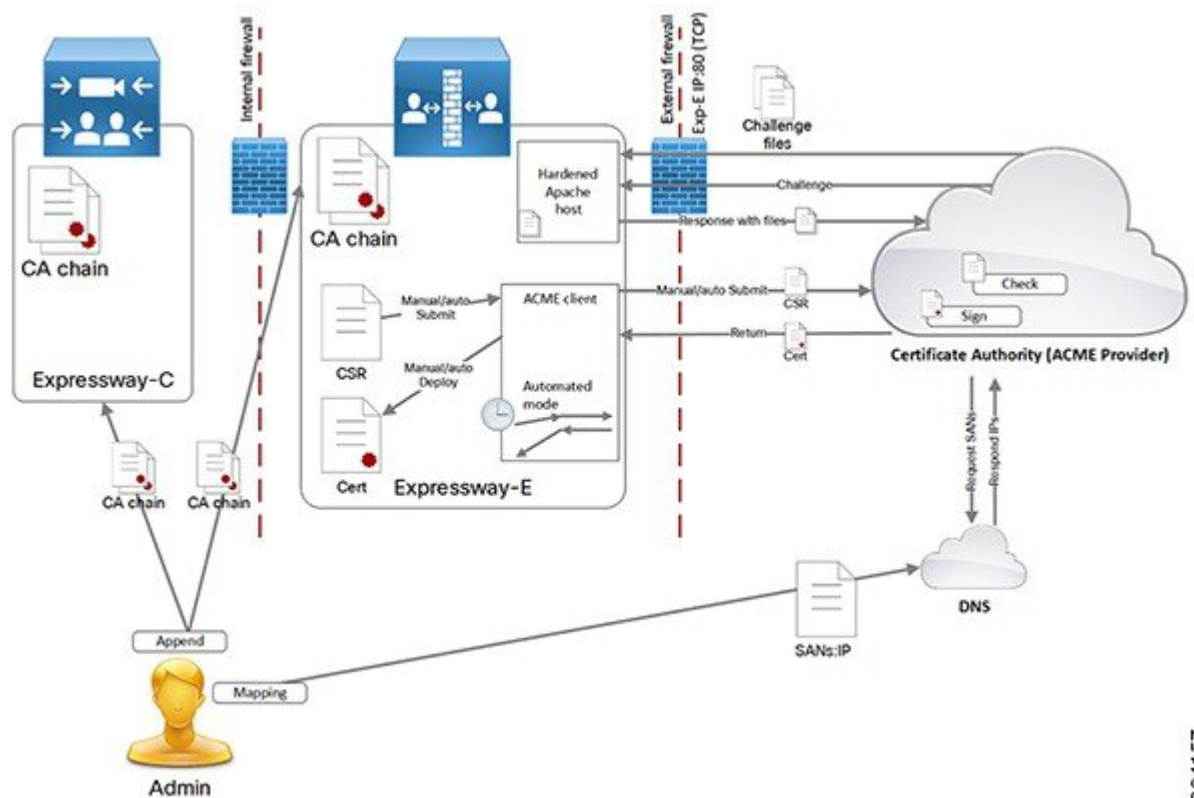 Internal firewall
External firewall
Exp-E IP:80 (TCP)
Challenge
files
CA chain
CA chain
Hardened
Apache
host
Challenge
Response with files
Manual/auto
Submit
ACME client
Manual/auto Submit
CSR
Check
Sign
Return
Cert
Certificate Authority (ACME Provider)
Expressway-C
CSR
Manual/auto
Deploy
Automated
mode
Cert
Expressway-E
CA chain
CA chain
Request SANs
Respond IPs
DNS
SANs:IP
Append
Mapping
Admin